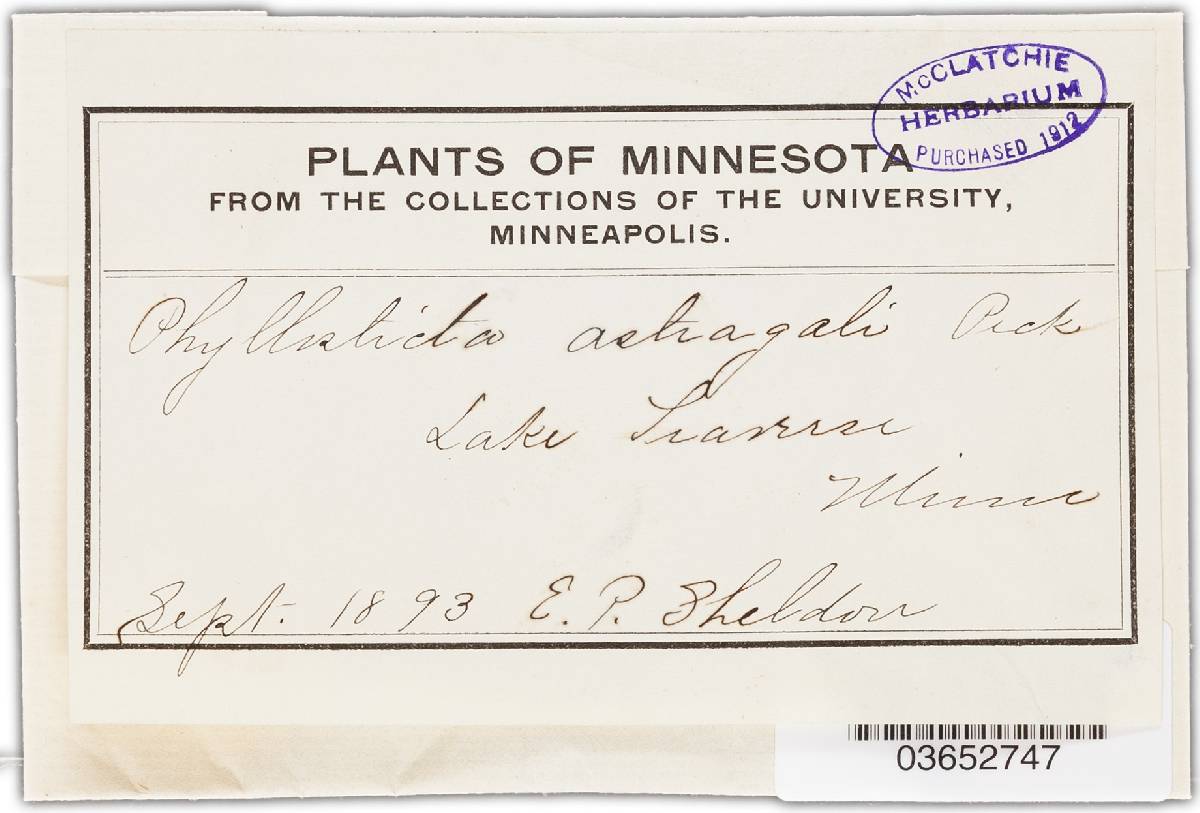 McCLATCHIE
HERBARIUM
PURCHASED 1912
PLANTS OF MINNESOTA
FROM THE COLLECTIONS OF THE UNIVERSITY,
MINNEAPOLIS.
Phyllosticta astragali Peck
Lake Traverse
Minn
Sept. 1893 E. P. Sheldon
03652747